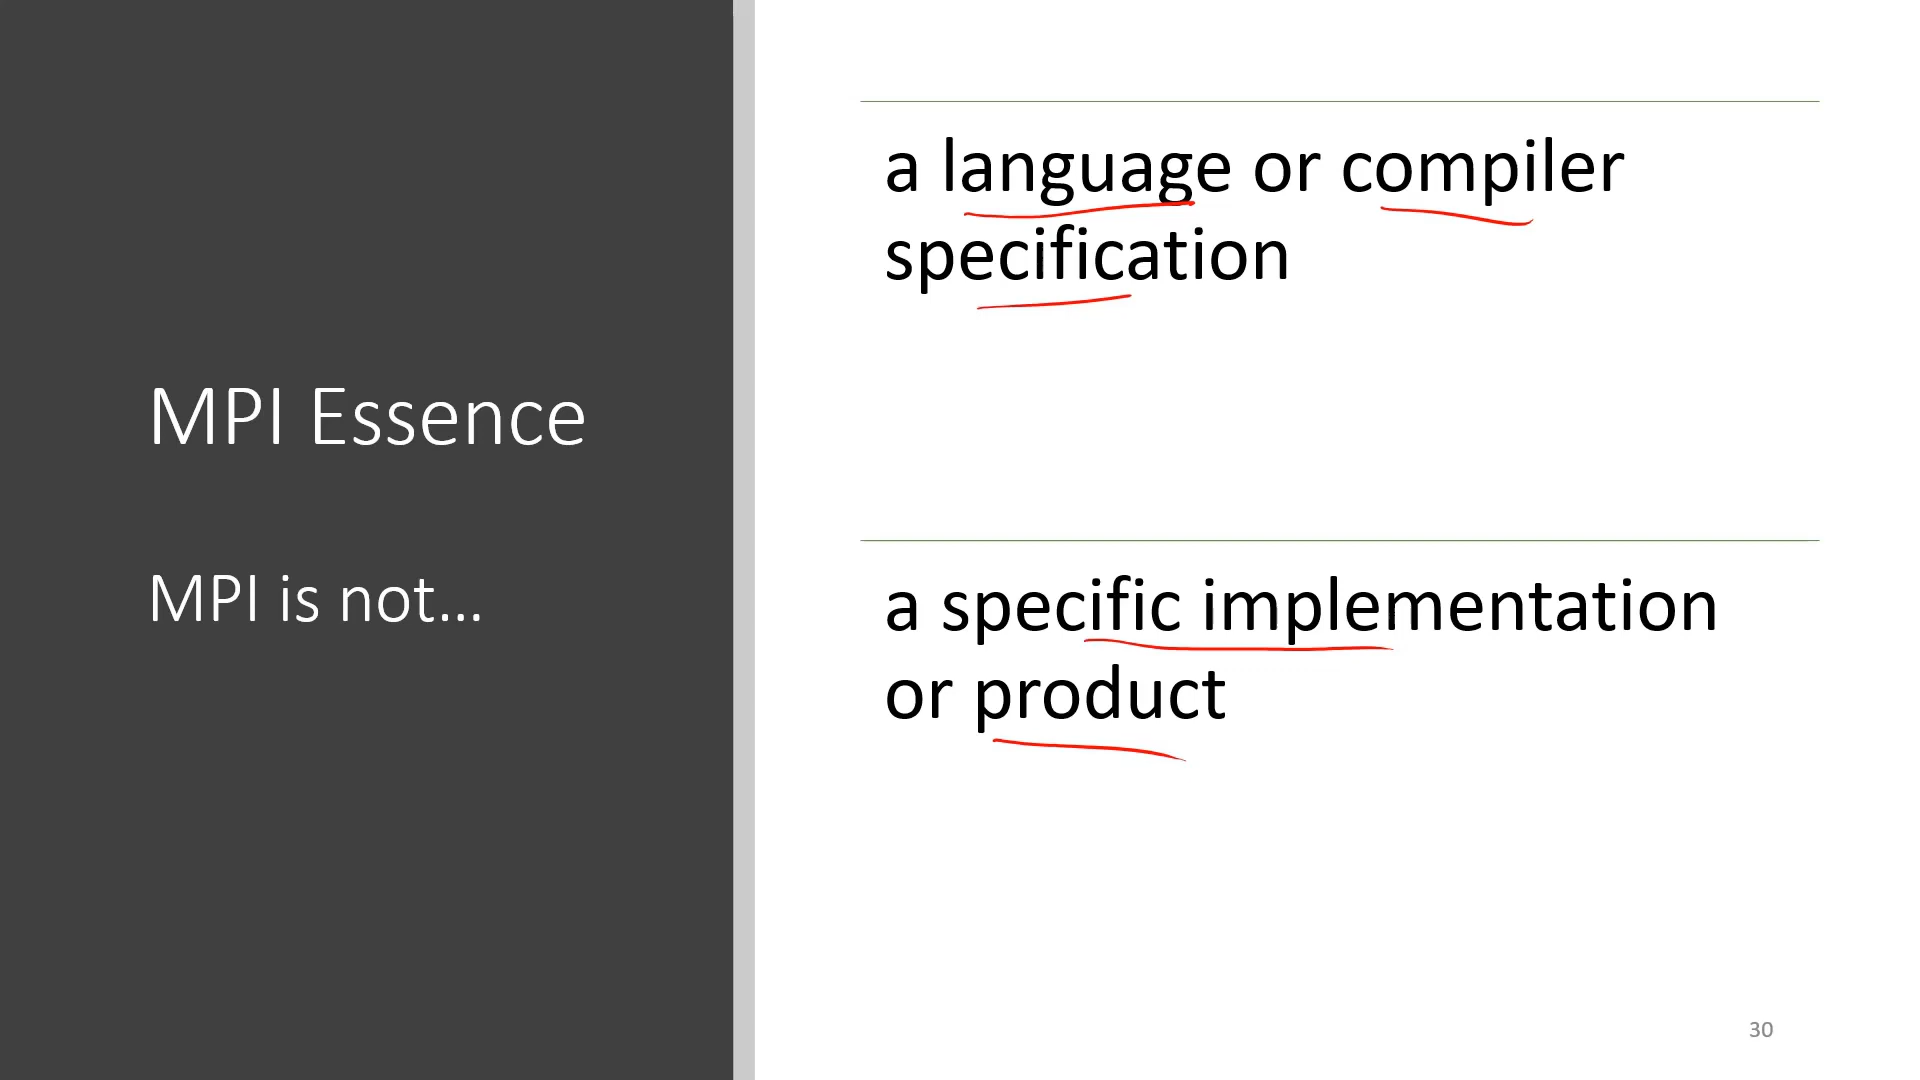 MPI Essence
MPI is not...
a language or compiler
specification
a specific implementation
or product
30